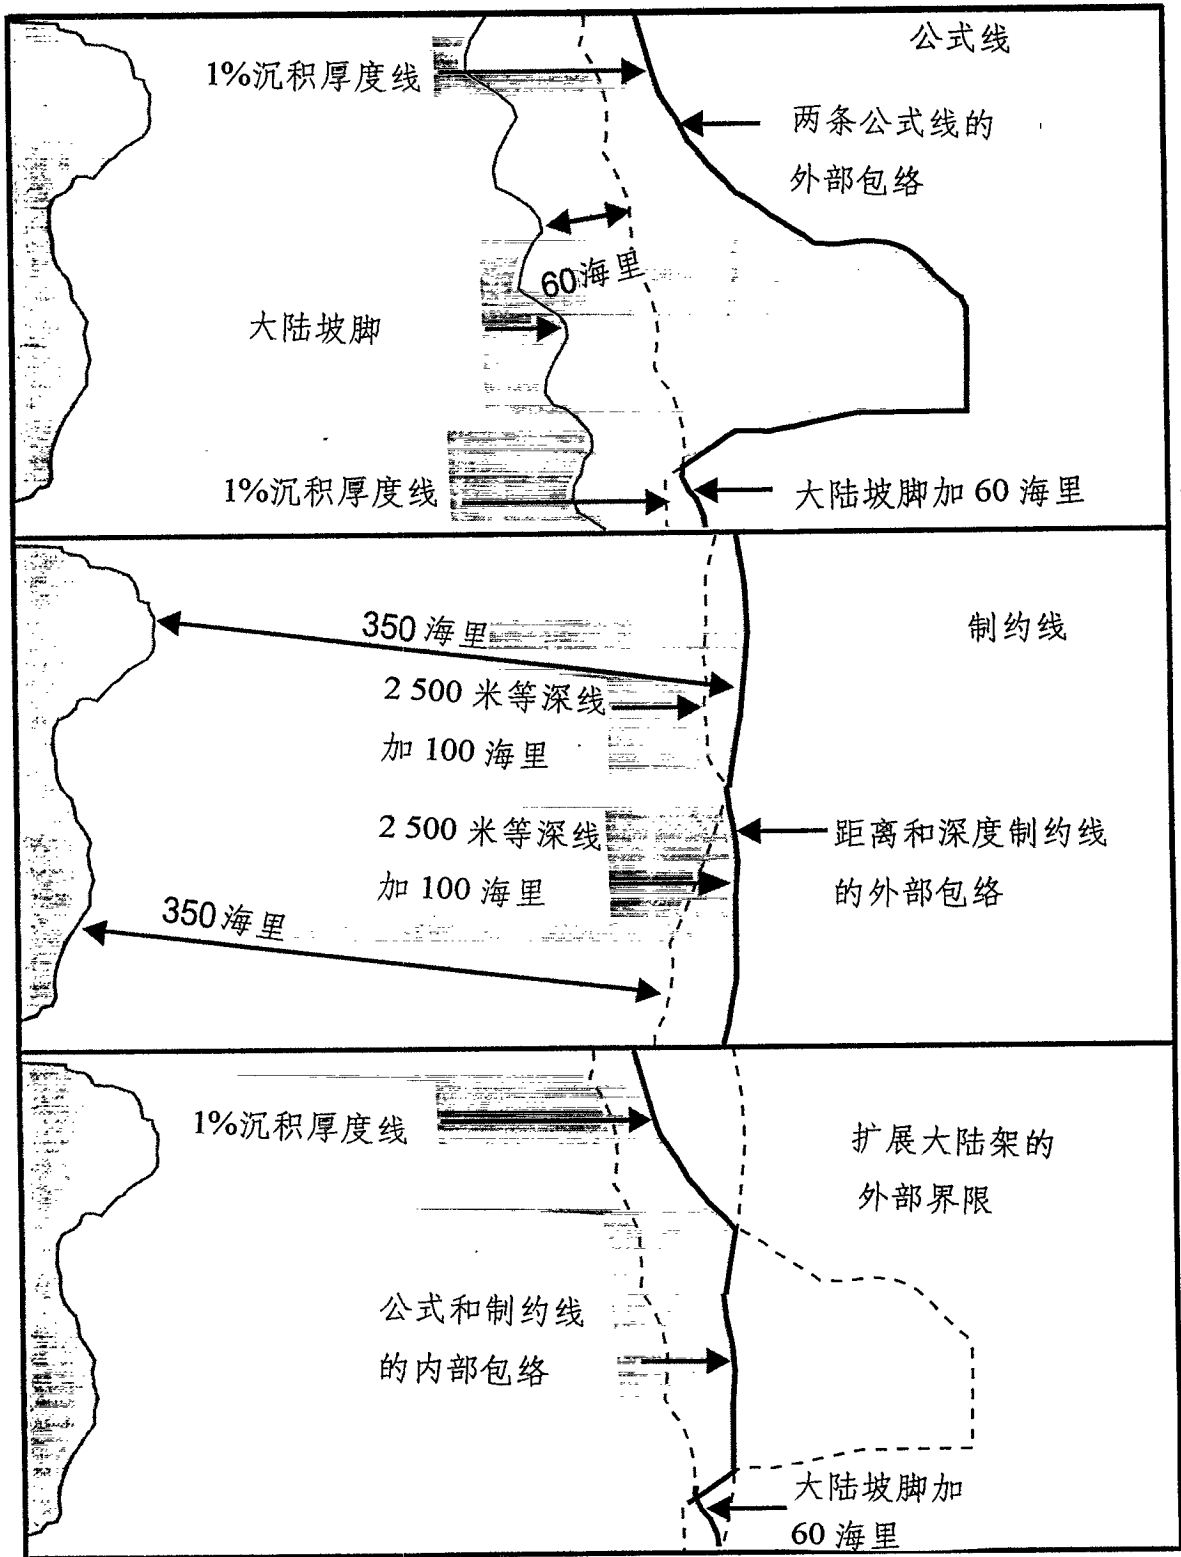 公式线
1%沉积厚度线
两条公式线的
外部包络
60海里
大陆坡脚
1%沉积厚度线
大陆坡脚加 60 海里
制约线
350 海里
2 500 米等深线
加 100 海里
2 500 米等深线
加 100 海里
距离和深度制约线
的外部包络
350 海里
1%沉积厚度线
扩展大陆架的
外部界限
公式和制约线
的内部包络
大陆坡脚加
60 海里